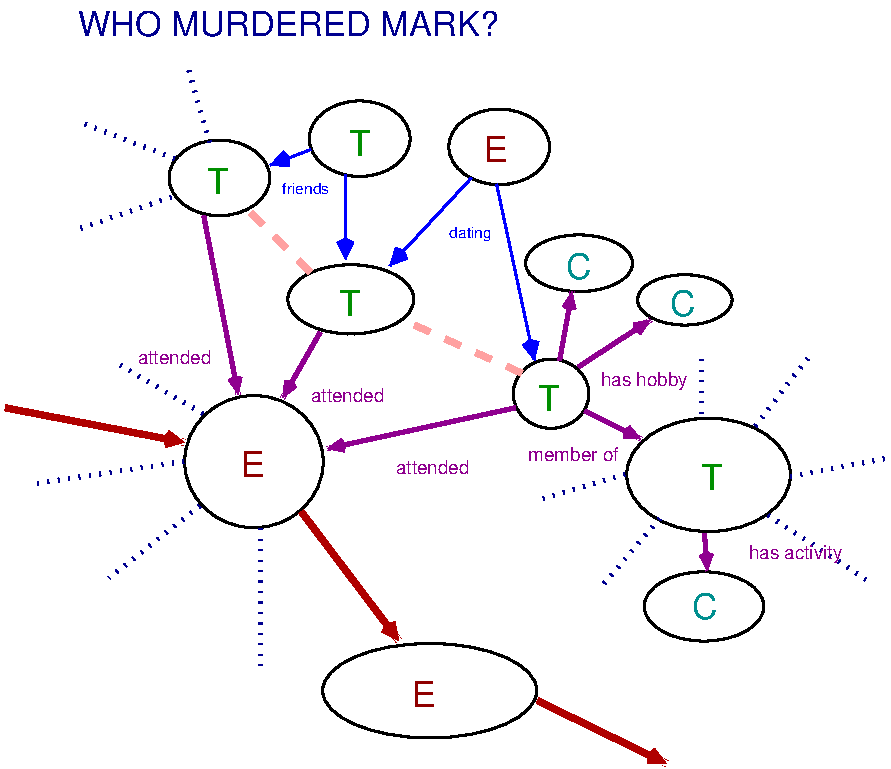 WHO MURDERED MARK?
T
E
T
friends
dating
C
C
T
attended
has hobby
attended
T
member of
E
attended
T
has activity
C
E